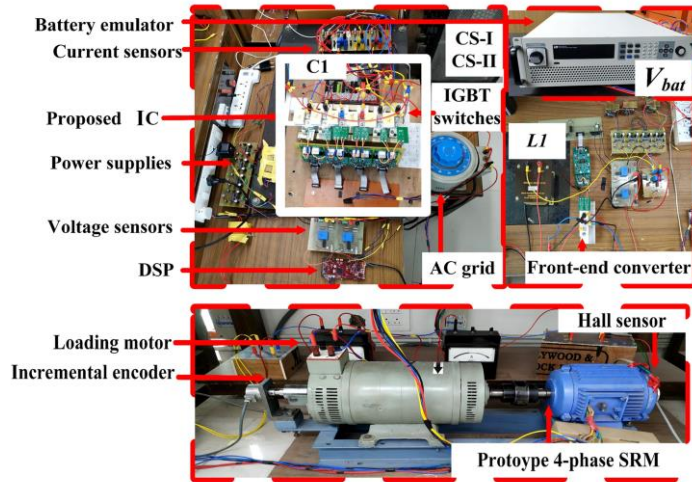 Battery emulator
Current sensors
C1
CS-I
CS-II
IGBT
switches
V_bat
Proposed IC
L1
Power supplies
Voltage sensors
DSP
AC grid
Front-end converter
Hall sensor
Loading motor
Incremental encoder
Protoype 4-phase SRM